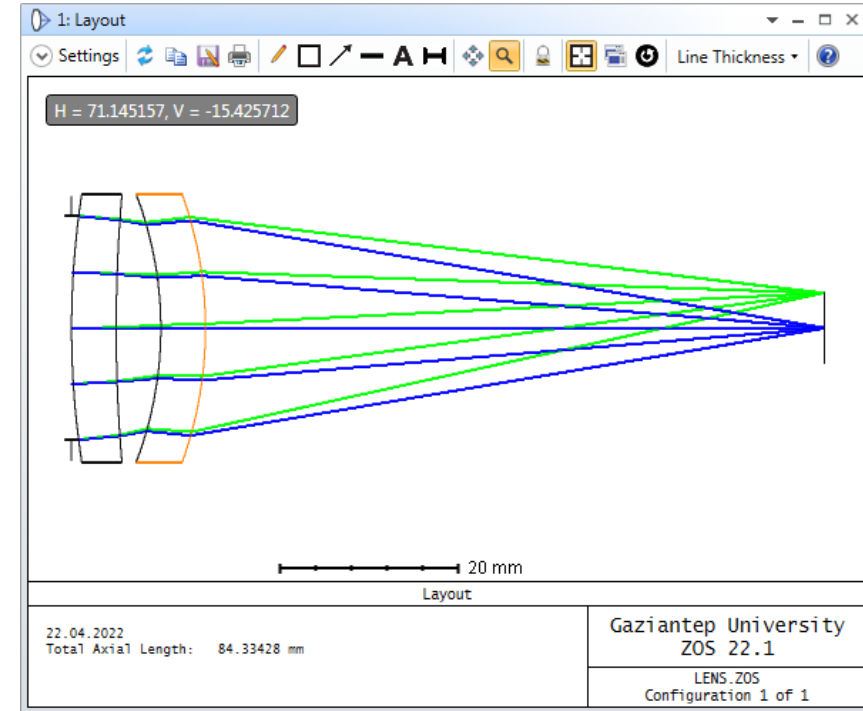 1: Layout
Settings A Line Thickness
H = 71.145157, V = -15.425712
20 mm
Layout
22.04.2022
Total Axial Length: 84.33428 mm
Gaziantep University
ZOS 22.1
LENS.ZOS
Configuration 1 of 1